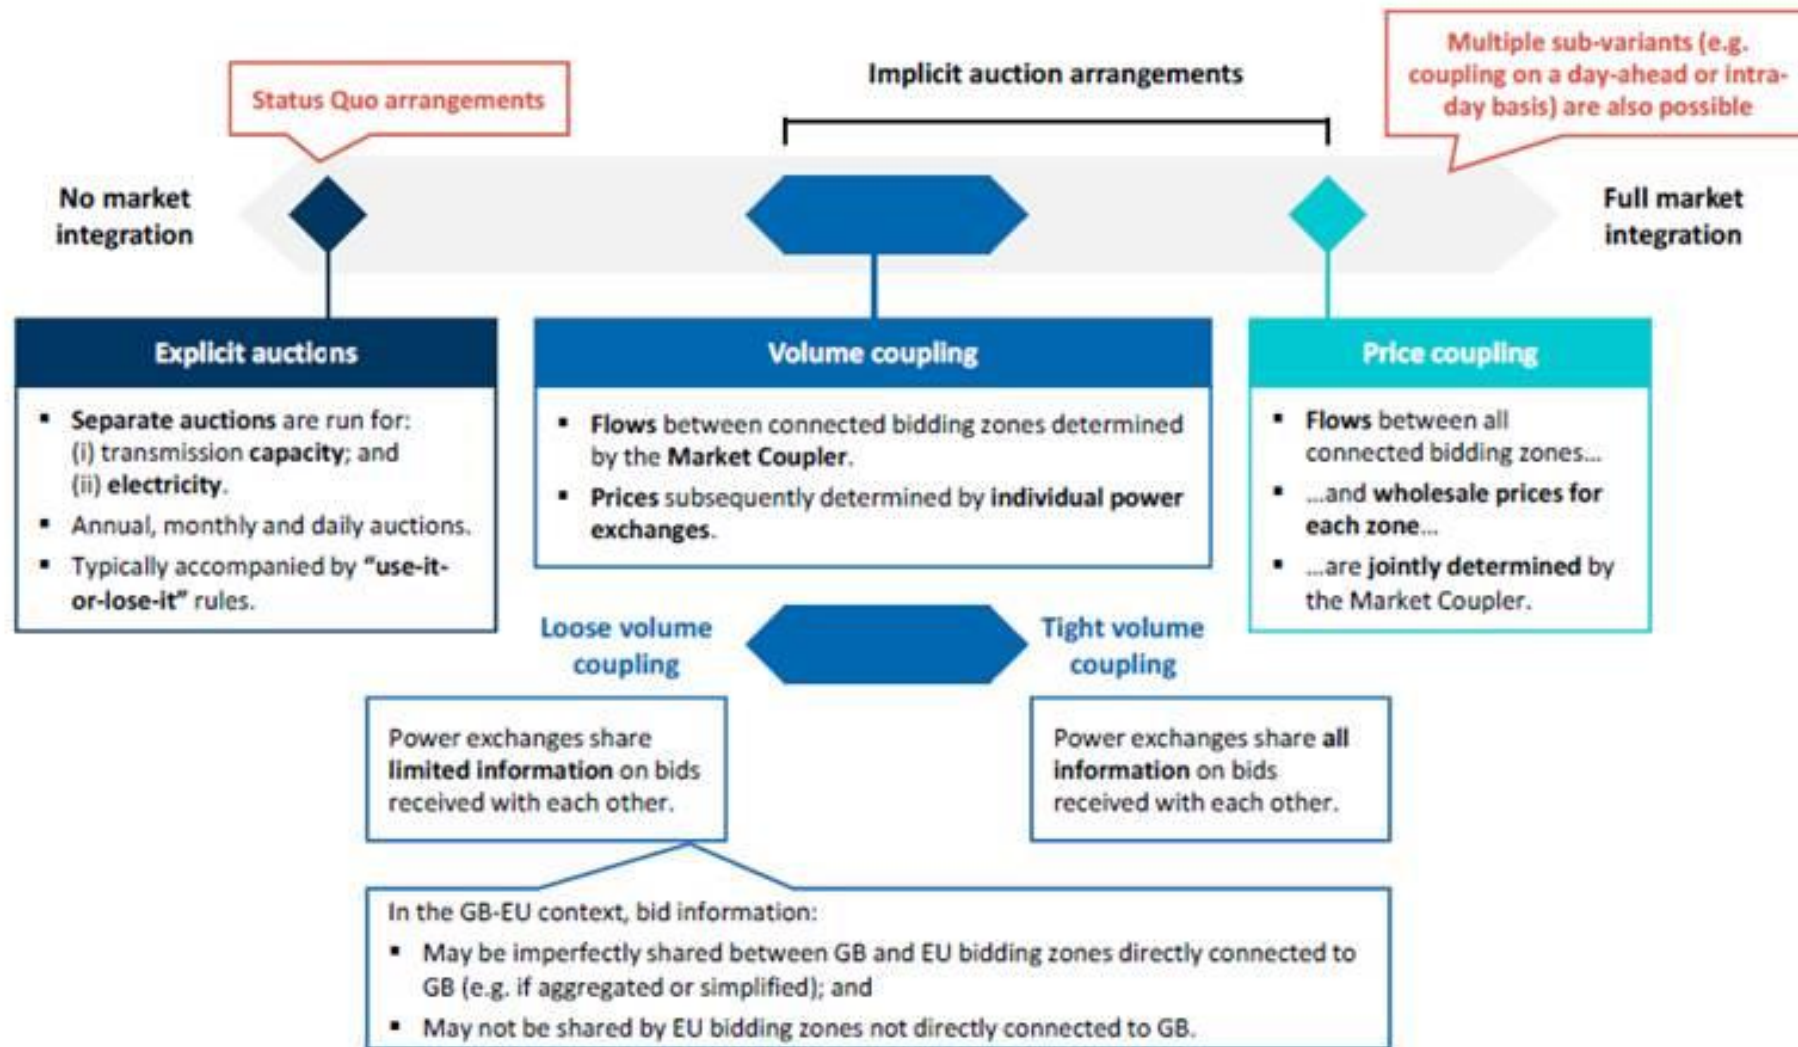 Status Quo arrangements
Implicit auction arrangements
Multiple sub-variants (e.g.
coupling on a day-ahead or intra-
day basis) are also possible
No market
integration
Full market
integration
Explicit auctions
▪ Separate auctions are run for:
(i) transmission capacity; and
(ii) electricity.
▪ Annual, monthly and daily auctions.
▪ Typically accompanied by “use-it-
or-lose-it” rules.
Volume coupling
▪ Flows between connected bidding zones determined
by the Market Coupler.
▪ Prices subsequently determined by individual power
exchanges.
Price coupling
▪ Flows between all
connected bidding zones…
▪ …and wholesale prices for
each zone…
▪ …are jointly determined by
the Market Coupler.
Loose volume
coupling
Tight volume
coupling
Power exchanges share
limited information on bids
received with each other.
Power exchanges share all
information on bids
received with each other.
In the GB-EU context, bid information:
▪ May be imperfectly shared between GB and EU bidding zones directly connected to
GB (e.g. if aggregated or simplified); and
▪ May not be shared by EU bidding zones not directly connected to GB.